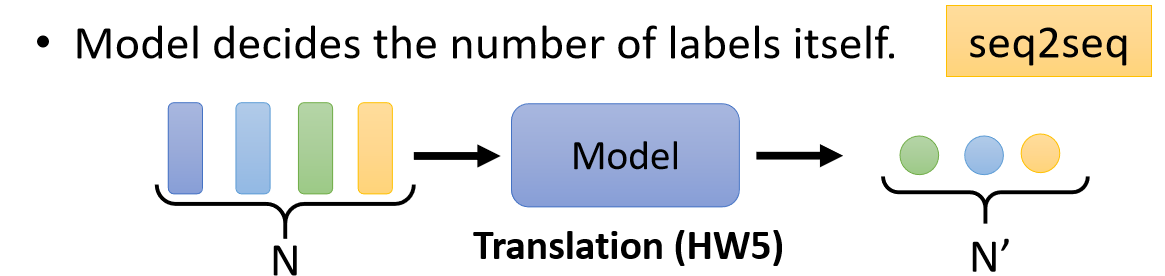 • Model decides the number of labels itself.
seq2seq
Model
N
Translation (HW5)
N’